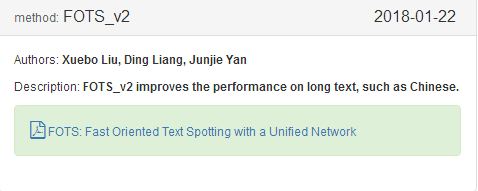 method: FOTS_v2 2018-01-22
Authors: Xuebo Liu, Ding Liang, Junjie Yan
Description: FOTS_v2 improves the performance on long text, such as Chinese.
FOTS: Fast Oriented Text Spotting with a Unified Network